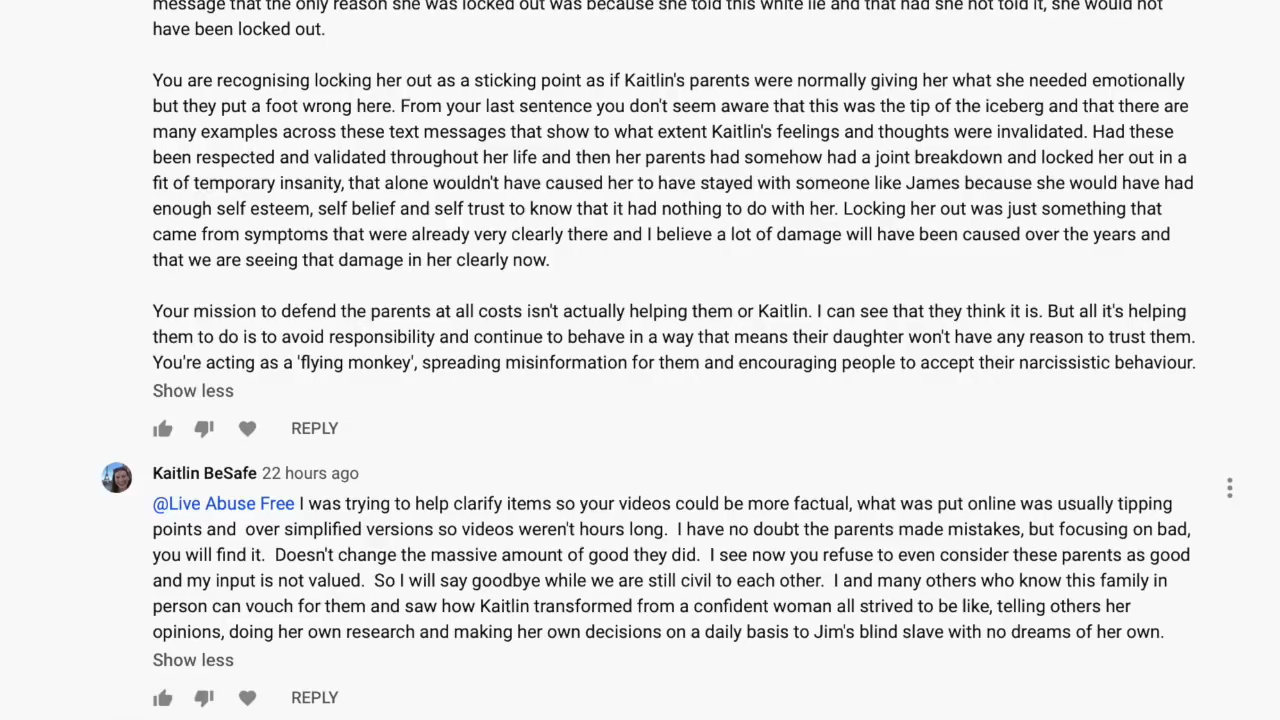 message that the only reason she was locked out was because she told this white lie and that had she not told it, she would not
have been locked out.
You are recognising locking her out as a sticking point as if Kaitlin's parents were normally giving her what she needed emotionally
but they put a foot wrong here. From your last sentence you don't seem aware that this was the tip of the iceberg and that there are
many examples across these text messages that show to what extent Kaitlin's feelings and thoughts were invalidated. Had these
been respected and validated throughout her life and then her parents had somehow had a joint breakdown and locked her out in a
fit of temporary insanity, that alone wouldn't have caused her to have stayed with someone like James because she would have had
enough self esteem, self belief and self trust to know that it had nothing to do with her. Locking her out was just something that
came from symptoms that were already very clearly there and I believe a lot of damage will have been caused over the years and
that we are seeing that damage in her clearly now.
Your mission to defend the parents at all costs isn't actually helping them or Kaitlin. I can see that they think it is. But all it's helping
them to do is to avoid responsibility and continue to behave in a way that means their daughter won't have any reason to trust them.
You're acting as a 'flying monkey', spreading misinformation for them and encouraging people to accept their narcissistic behaviour.
Show less
REPLY
Kaitlin BeSafe 22 hours ago
@Live Abuse Free I was trying to help clarify items so your videos could be more factual, what was put online was usually tipping
points and over simplified versions so videos weren't hours long. I have no doubt the parents made mistakes, but focusing on bad,
you will find it. Doesn't change the massive amount of good they did. I see now you refuse to even consider these parents as good
and my input is not valued. So I will say goodbye while we are still civil to each other. I and many others who know this family in
person can vouch for them and saw how Kaitlin transformed from a confident woman all strived to be like, telling others her
opinions, doing her own research and making her own decisions on a daily basis to Jim's blind slave with no dreams of her own.
Show less
REPLY